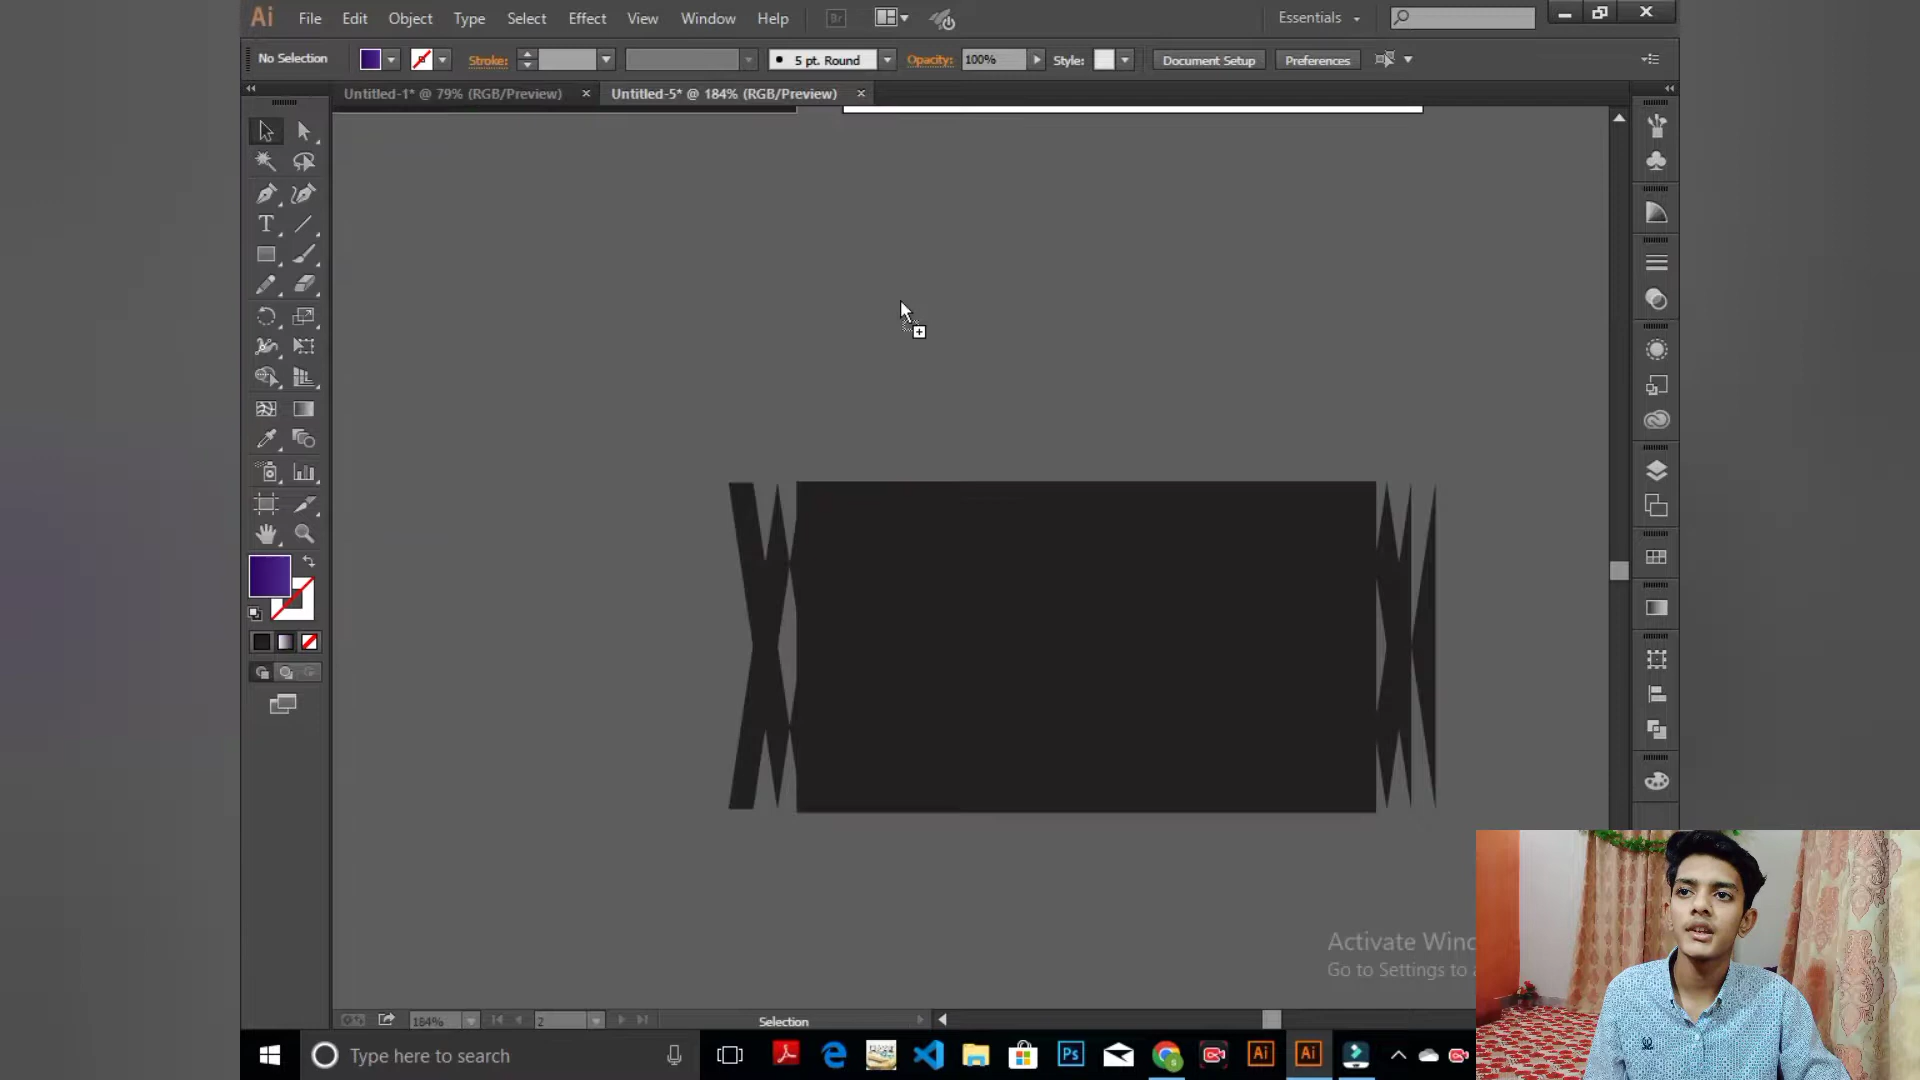 Ai File Edit Object Type Select Effect View Window Help Br Essentials
No Selection Stroke: 5 pt. Round Opacity: 100% Style: Document Setup Preferences
Untitled-1* @ 79% (RGB/Preview) × Untitled-5* @ 184% (RGB/Preview) ×
T
Activate Winc
Go to Settings to a
184% 2 Selection
Type here to search Ps Ai Ai